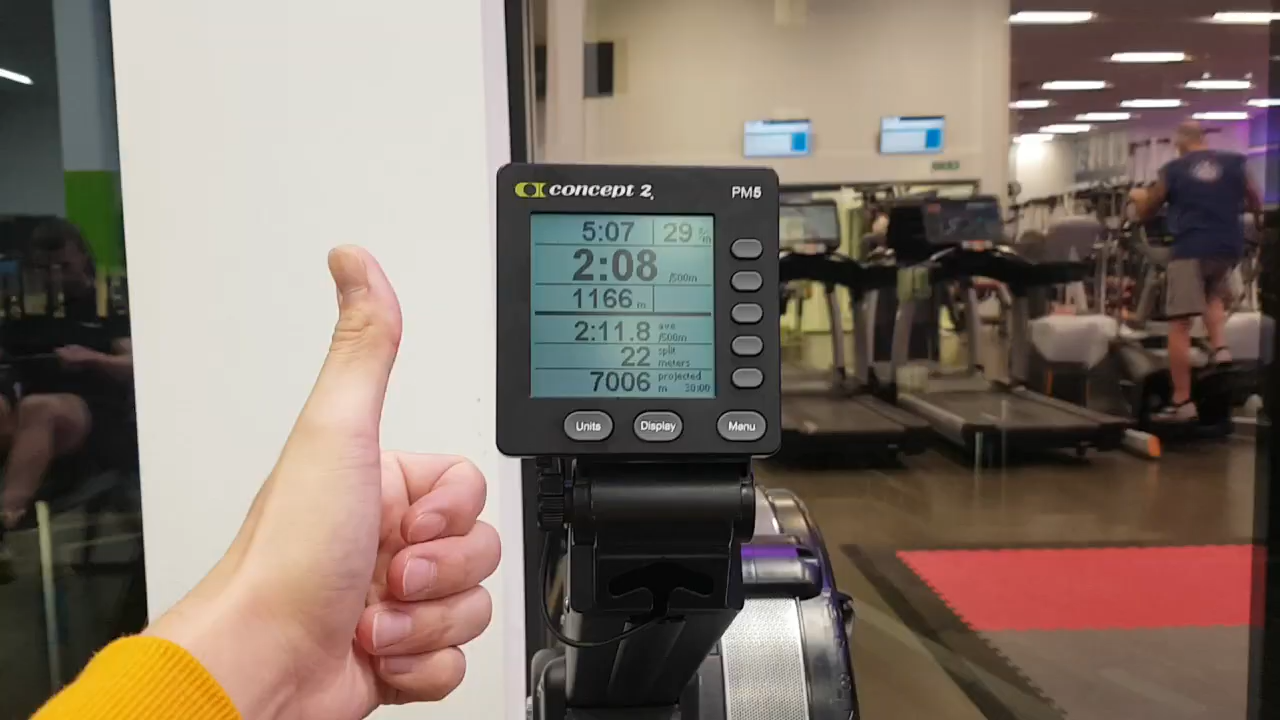 concept 2 PM5
5:07 29 s/m
2:08 /500m
1166 m
2:11.8 ave /500m
22 split meters
7006 projected m 30:00
Units Display Menu